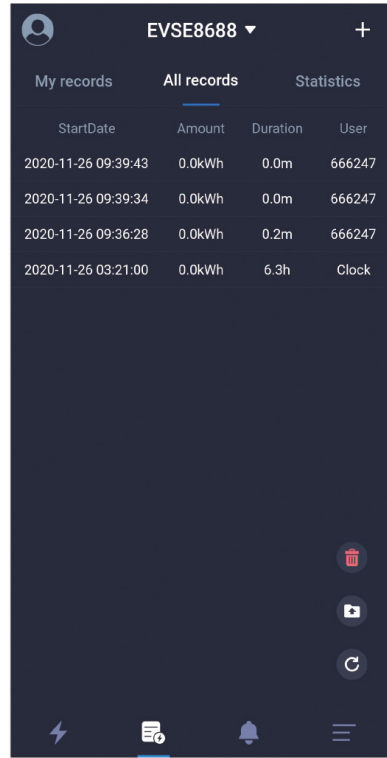 EVSE8688
My records All records Statistics
StartDate Amount Duration User
2020-11-26 09:39:43 0.0kWh 0.0m 666247
2020-11-26 09:39:34 0.0kWh 0.0m 666247
2020-11-26 09:36:28 0.0kWh 0.2m 666247
2020-11-26 03:21:00 0.0kWh 6.3h Clock